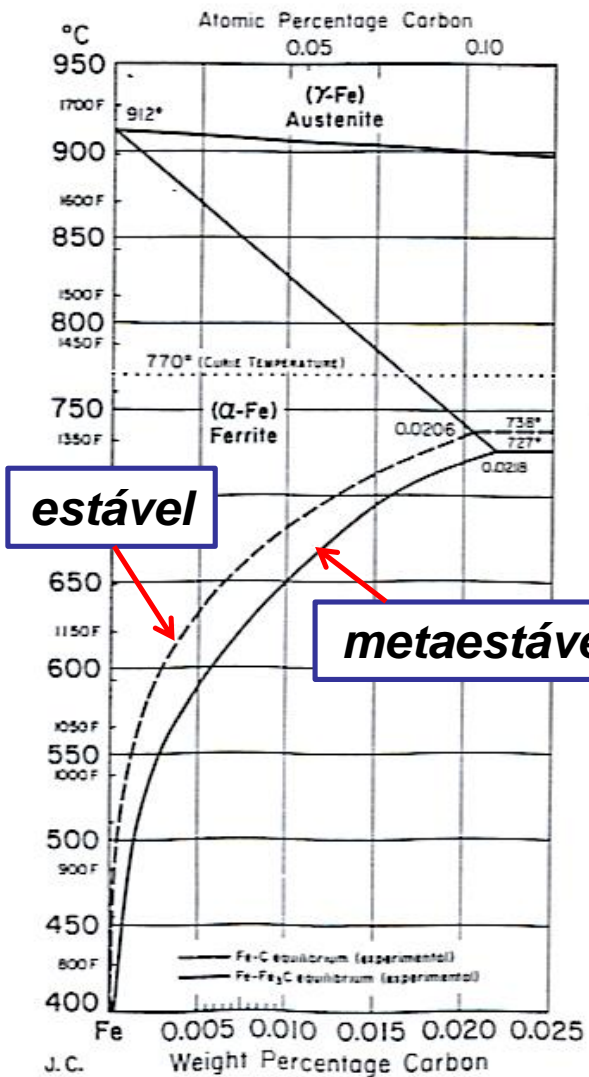 Atomic Percentage Carbon
°C
0.05
0.10
950
1700F
912°
(γ-Fe)
Austenite
900
1600F
850
1500F
800
1450F
770° (CURIE TEMPERATURE)
750
(α-Fe)
Ferrite
1350F
0.0206
738°
727°
0.0218
estável
650
1150F
metaestáve
600
1050F
550
1000F
500
900F
450
Fe-C equilibrium (experimental)
800F
Fe-Fe3C equilibrium (experimental)
400
Fe
0.005
0.010
0.015
0.020
0.025
J.C.
Weight Percentage Carbon